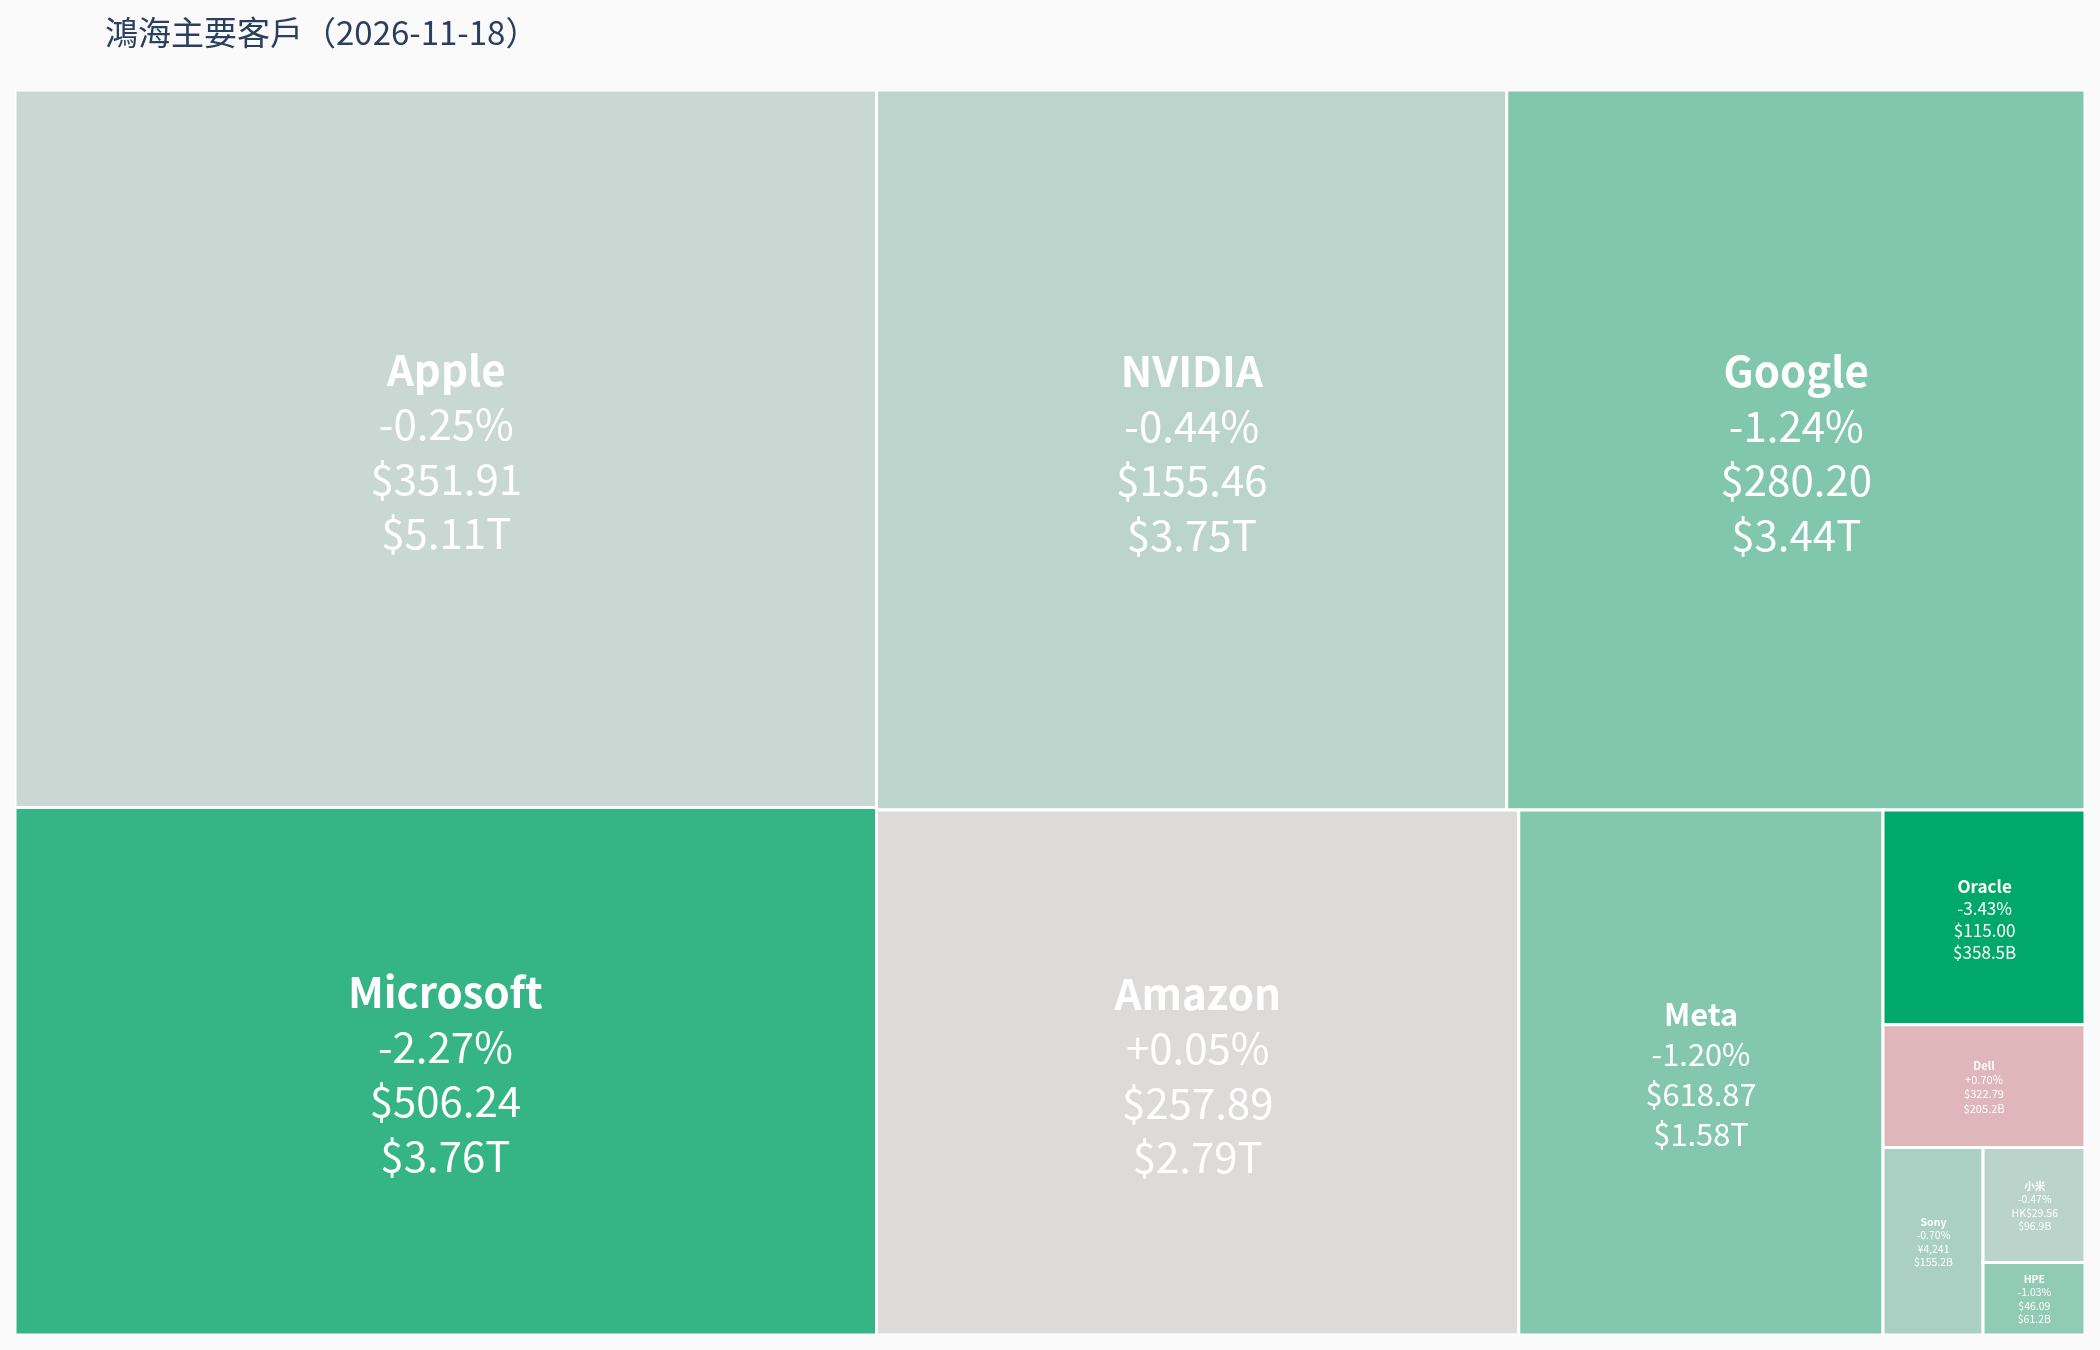 鴻海主要客戶（2026-11-18）
Apple
-0.25%
$351.91
$5.11T
NVIDIA
-0.44%
$155.46
$3.75T
Google
-1.24%
$280.20
$3.44T
Microsoft
-2.27%
$506.24
$3.76T
Amazon
+0.05%
$257.89
$2.79T
Meta
-1.20%
$618.87
$1.58T
Oracle
-3.43%
$115.00
$358.5B
Dell
+0.70%
$322.79
$205.2B
Sony
-0.70%
¥4,241
$155.2B
小米
-0.47%
HK$29.56
$96.9B
HPE
-1.03%
$46.09
$61.2B